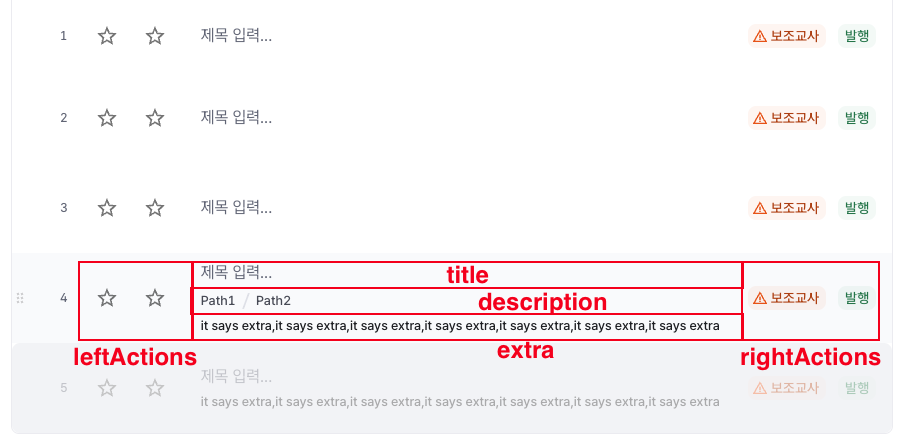 1 제목 입력... 보조교사 발행
2 제목 입력... 보조교사 발행
3 제목 입력... 보조교사 발행
제목 입력... title
4 Path1 / Path2 description 보조교사 발행
it says extra,it says extra,it says extra,it says extra,it says extra,it says extra,it says extra
leftActions extra rightActions
제목 입력...
5 보조교사 발행
it says extra,it says extra,it says extra,it says extra,it says extra,it says extra,it says extra